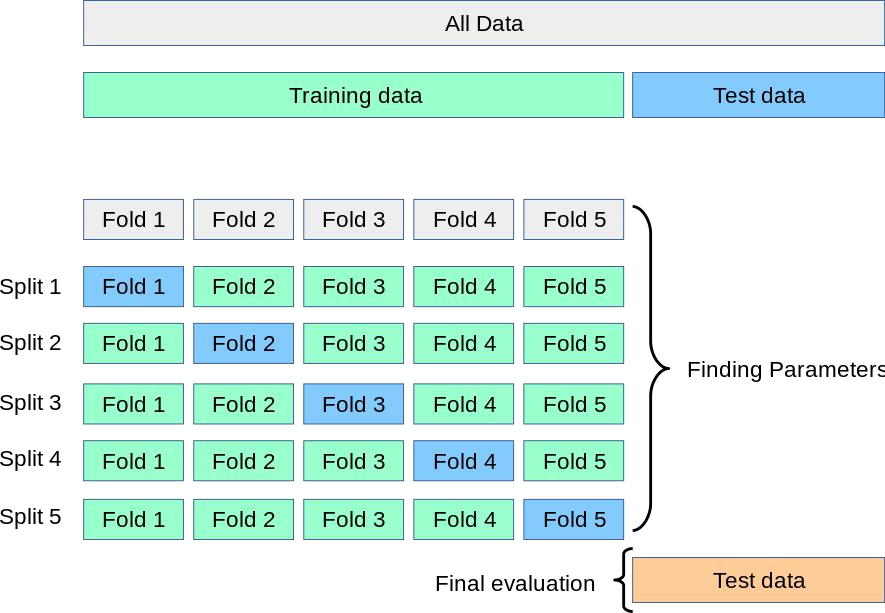 All Data
Training data Test data
Fold 1 Fold 2 Fold 3 Fold 4 Fold 5
Split 1 Fold 1 Fold 2 Fold 3 Fold 4 Fold 5
Split 2 Fold 1 Fold 2 Fold 3 Fold 4 Fold 5
Finding Parameters
Split 3 Fold 1 Fold 2 Fold 3 Fold 4 Fold 5
Split 4 Fold 1 Fold 2 Fold 3 Fold 4 Fold 5
Split 5 Fold 1 Fold 2 Fold 3 Fold 4 Fold 5
Final evaluation Test data